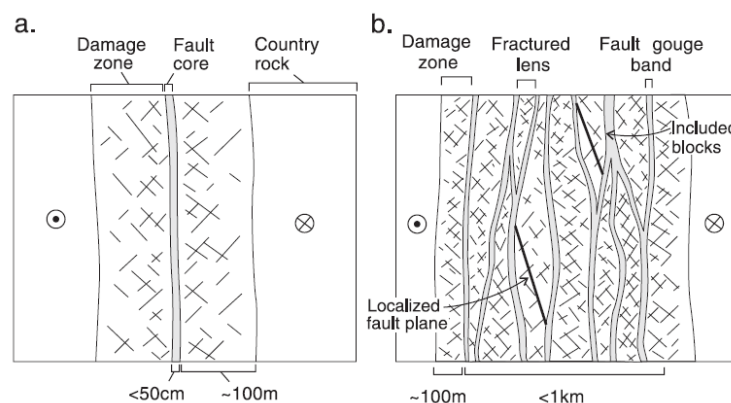 a.
Damage
zone
Fault
core
Country
rock
<50cm
~100m
b.
Damage
zone
Fractured
lens
Fault gouge
band
Included
blocks
Localized
fault plane
~100m
<1km